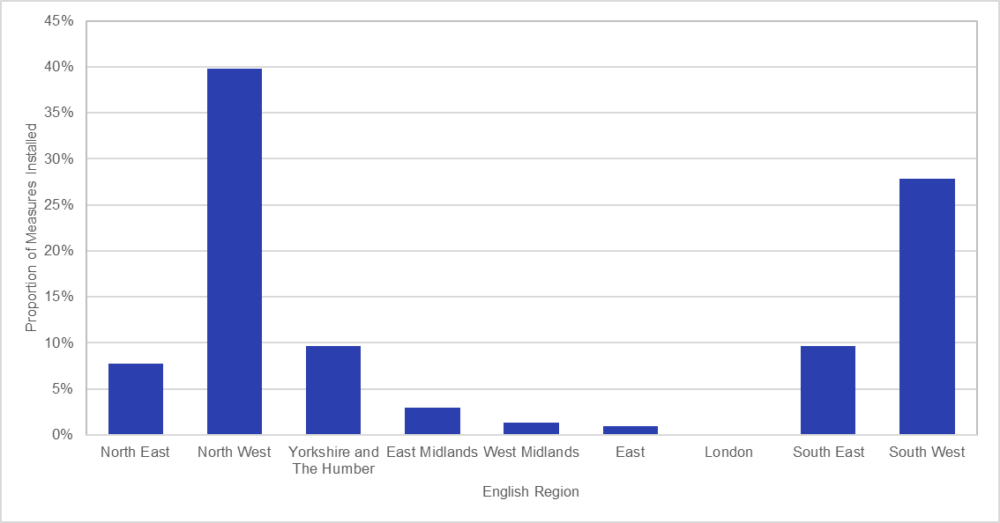 45%
40%
35%
30%
25%
20%
15%
10%
5%
0%
Proportion of Measures Installed
North East
North West
Yorkshire and
The Humber
East Midlands
West Midlands
East
London
South East
South West
English Region